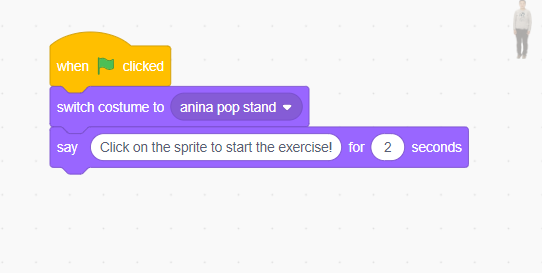 when clicked
switch costume to anina pop stand
say Click on the sprite to start the exercise! for 2 seconds